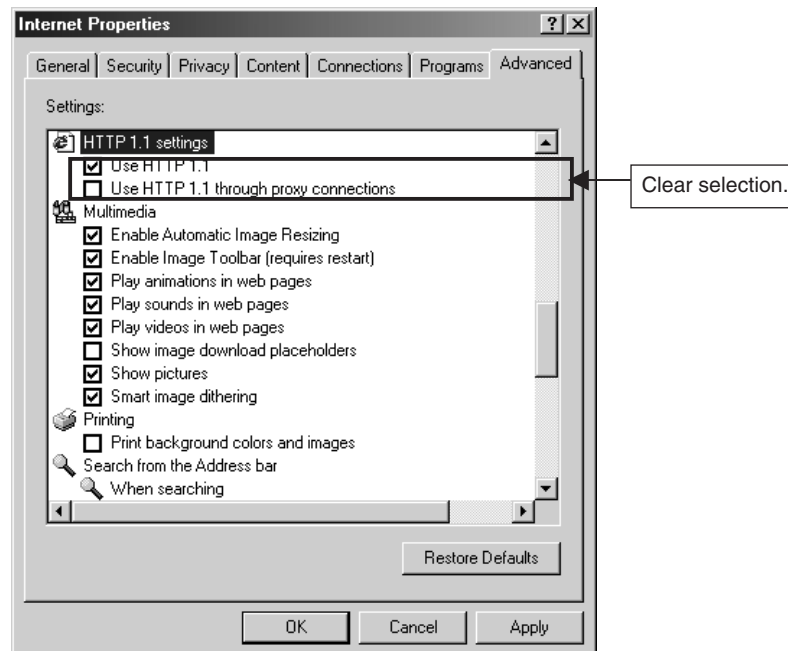 Internet Properties
General Security Privacy Content Connections Programs Advanced
Settings:
HTTP 1.1 settings
Use HTTP 1.1
Use HTTP 1.1 through proxy connections
Clear selection.
Multimedia
Enable Automatic Image Resizing
Enable Image Toolbar (requires restart)
Play animations in web pages
Play sounds in web pages
Play videos in web pages
Show image download placeholders
Show pictures
Smart image dithering
Printing
Print background colors and images
Search from the Address bar
When searching
Restore Defaults
OK Cancel Apply